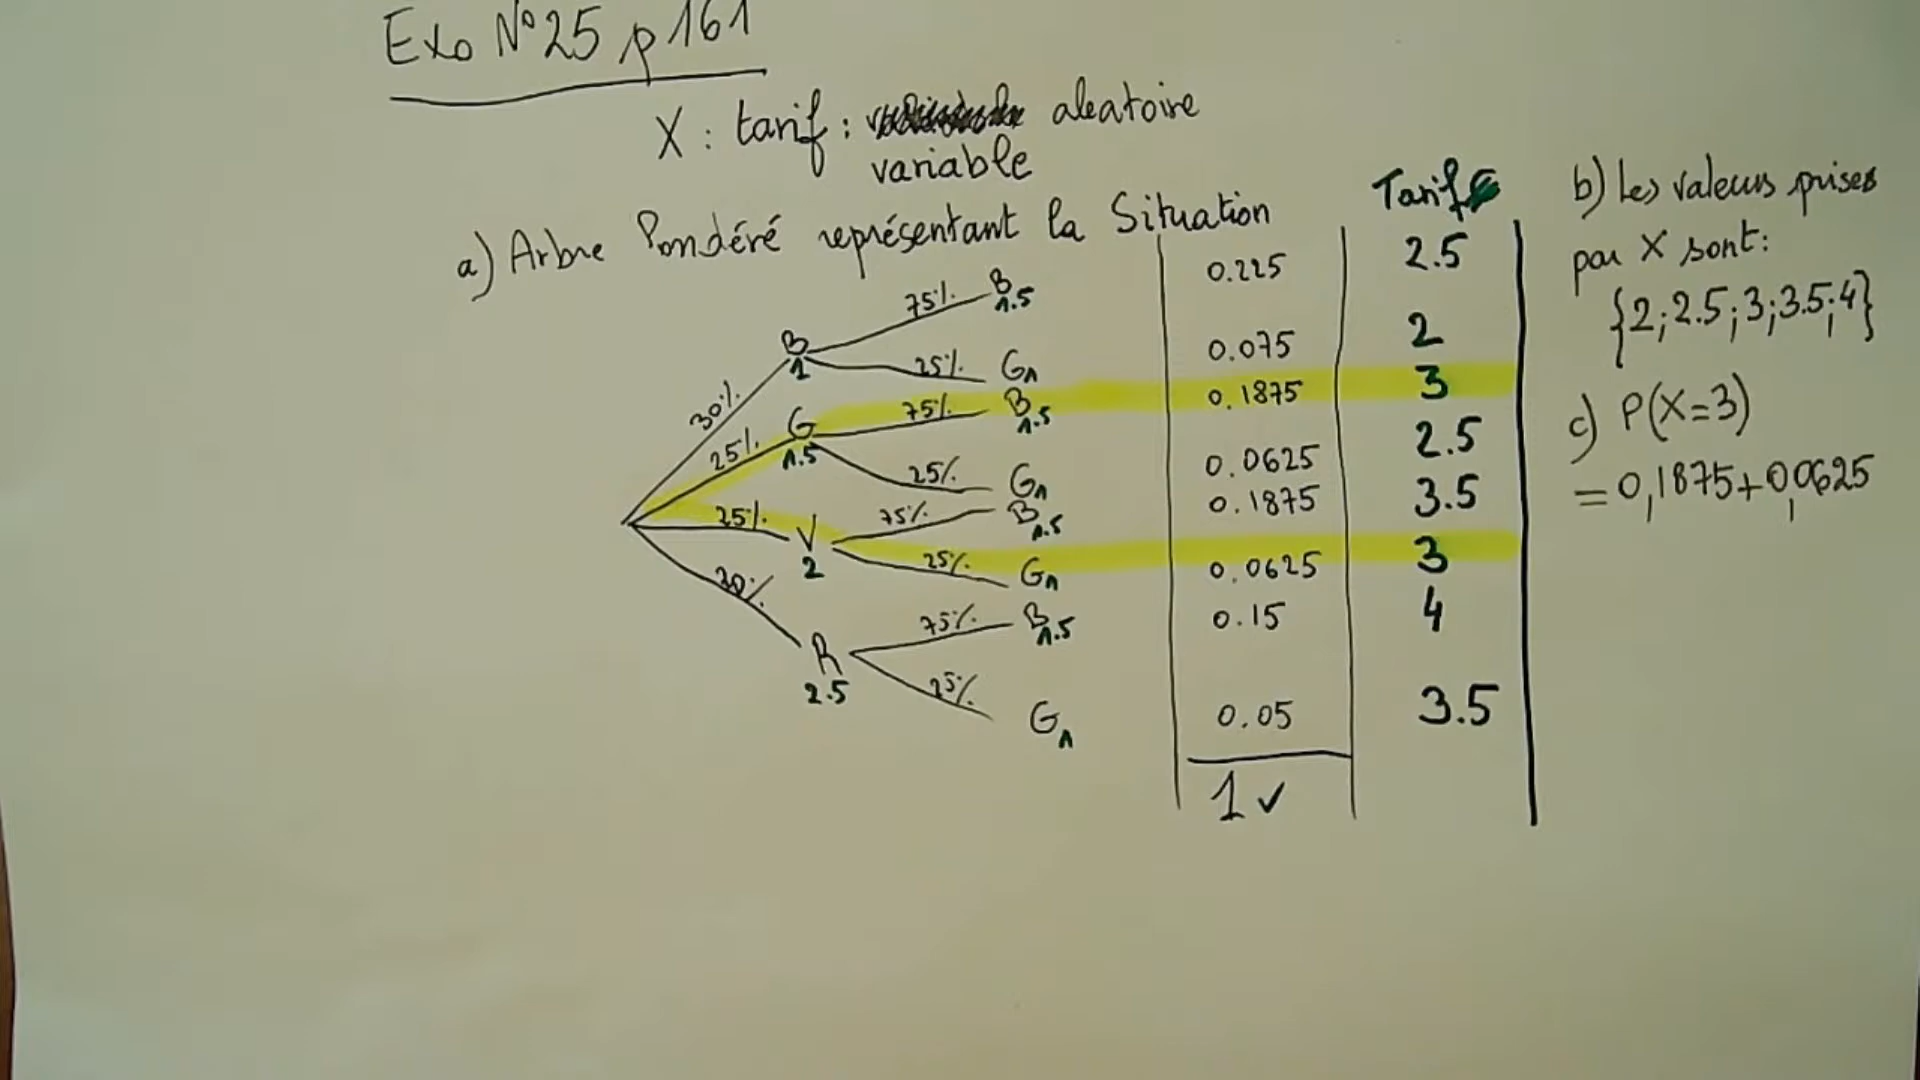 Exo N°25 p 161
X : tarif : aleatoire
variable
a) Arbre Pondéré représentant la Situation
Tarif
30% B 1
75% B 1.5 0.225 2.5
25% G 1 0.075 2
25% G 1.5
75% B 1.5 0.1875 3
25% G 1 0.0625 2.5
25% V 2
75% B 1.5 0.1875 3.5
25% G 1 0.0625 3
30% R 2.5
75% B 1.5 0.15 4
25% G 1 0.05 3.5
1 ✓
b) Les valeurs prises
par X sont:
{2;2.5;3;3.5;4}
c) P(X=3)
=0,1875+0,0625